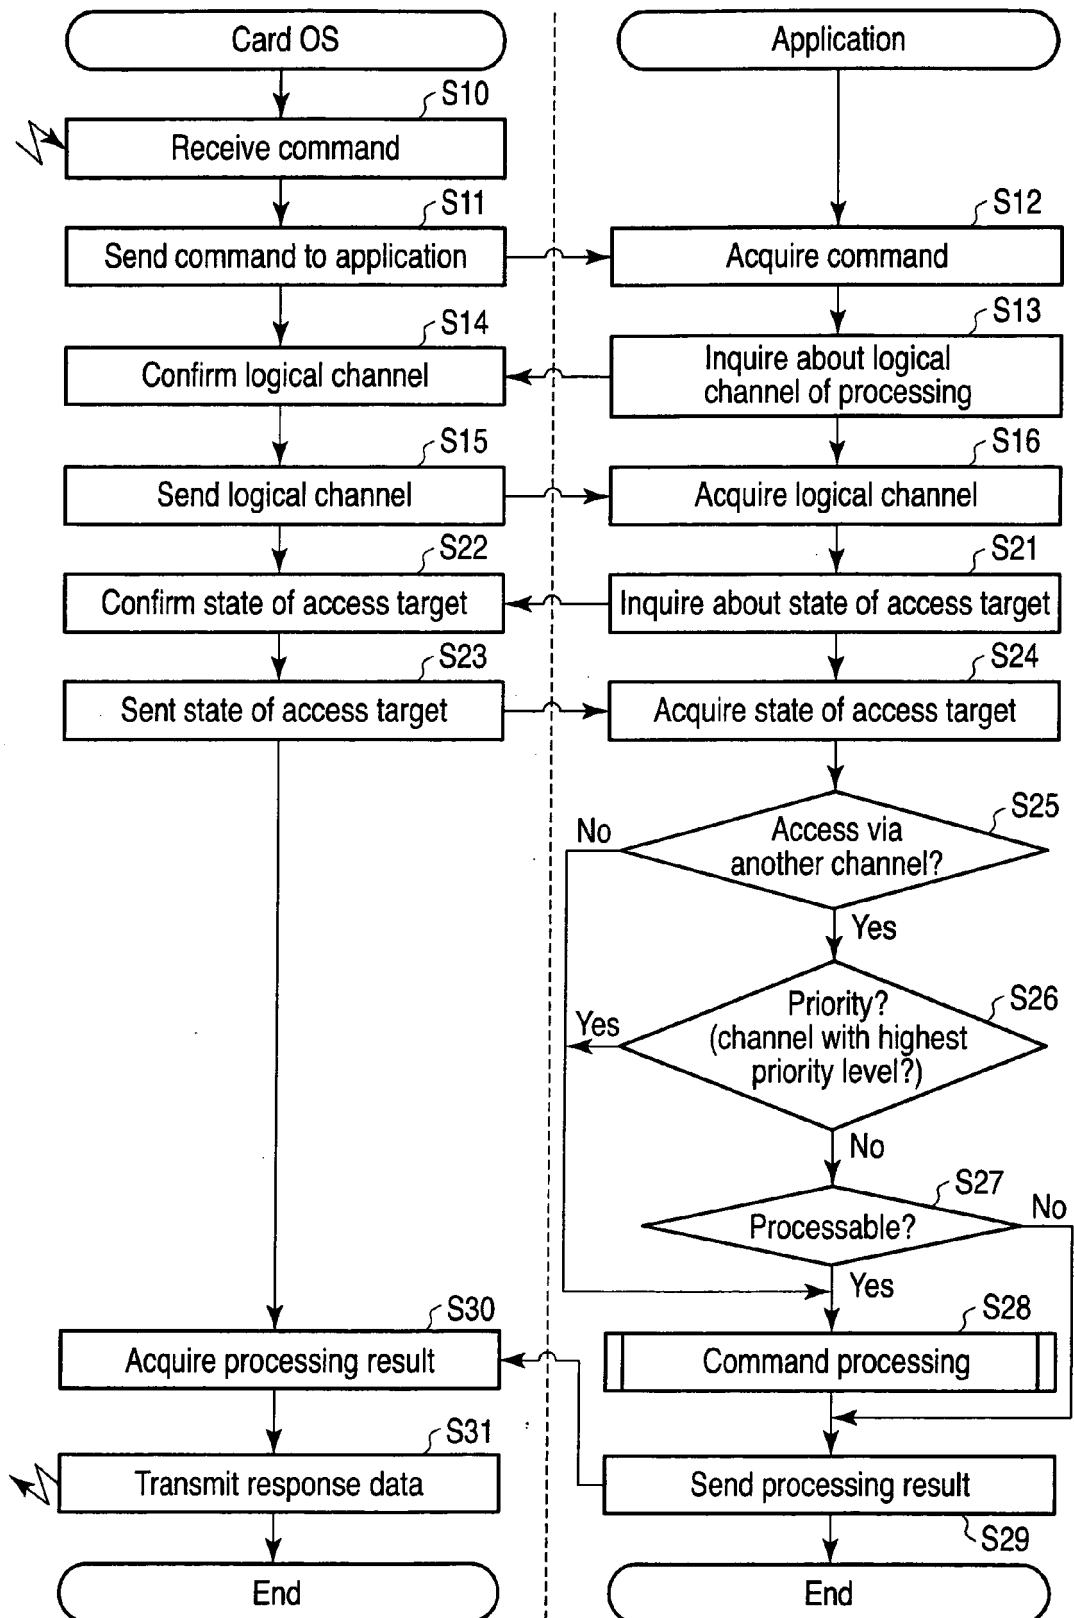 Card OS
Application
S10
Receive command
S11
Send command to application
S12
Acquire command
S14
Confirm logical channel
S13
Inquire about logical
channel of processing
S15
Send logical channel
S16
Acquire logical channel
S22
Confirm state of access target
S21
Inquire about state of access target
S23
Sent state of access target
S24
Acquire state of access target
S25
Access via
another channel?
No
Yes
S26
Priority?
(channel with highest
priority level?)
Yes
No
S27
Processable?
No
Yes
S30
Acquire processing result
S28
Command processing
S31
Transmit response data
Send processing result
S29
End
End